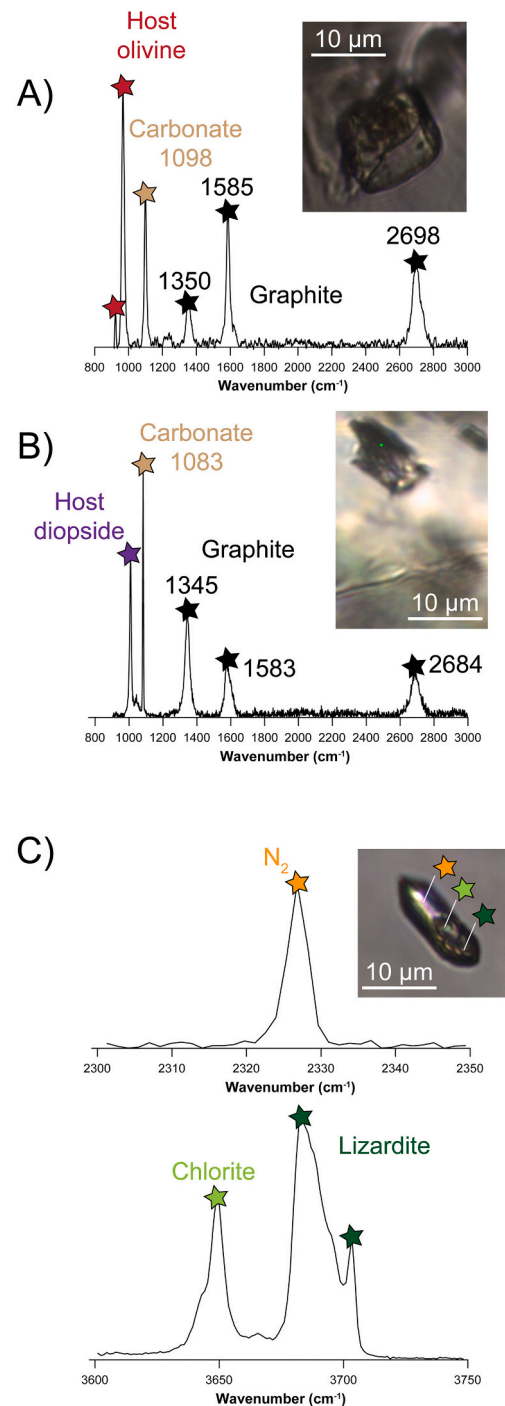 A)
Host
olivine
10 µm
Carbonate
1098
1585
2698
1350
Graphite
800 1000 1200 1400 1600 1800 2000 2200 2400 2600 2800 3000
Wavenumber (cm⁻¹)
B)
Carbonate
1083
Host
diopside
Graphite
1345
10 µm
1583
2684
800 1000 1200 1400 1600 1800 2000 2200 2400 2600 2800 3000
Wavenumber (cm⁻¹)
C)
N₂
10 µm
2300 2310 2320 2330 2340 2350
Wavenumber (cm⁻¹)
Lizardite
Chlorite
3600 3650 3700 3750
Wavenumber (cm⁻¹)